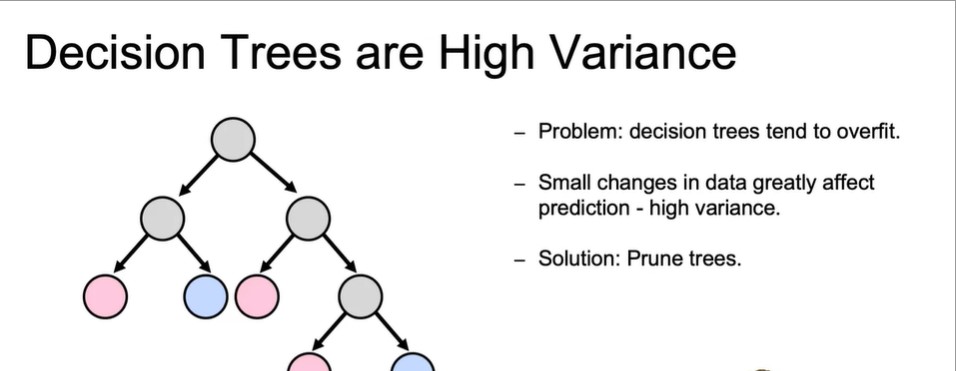 Decision Trees are High Variance
– Problem: decision trees tend to overfit.
– Small changes in data greatly affect
prediction - high variance.
– Solution: Prune trees.